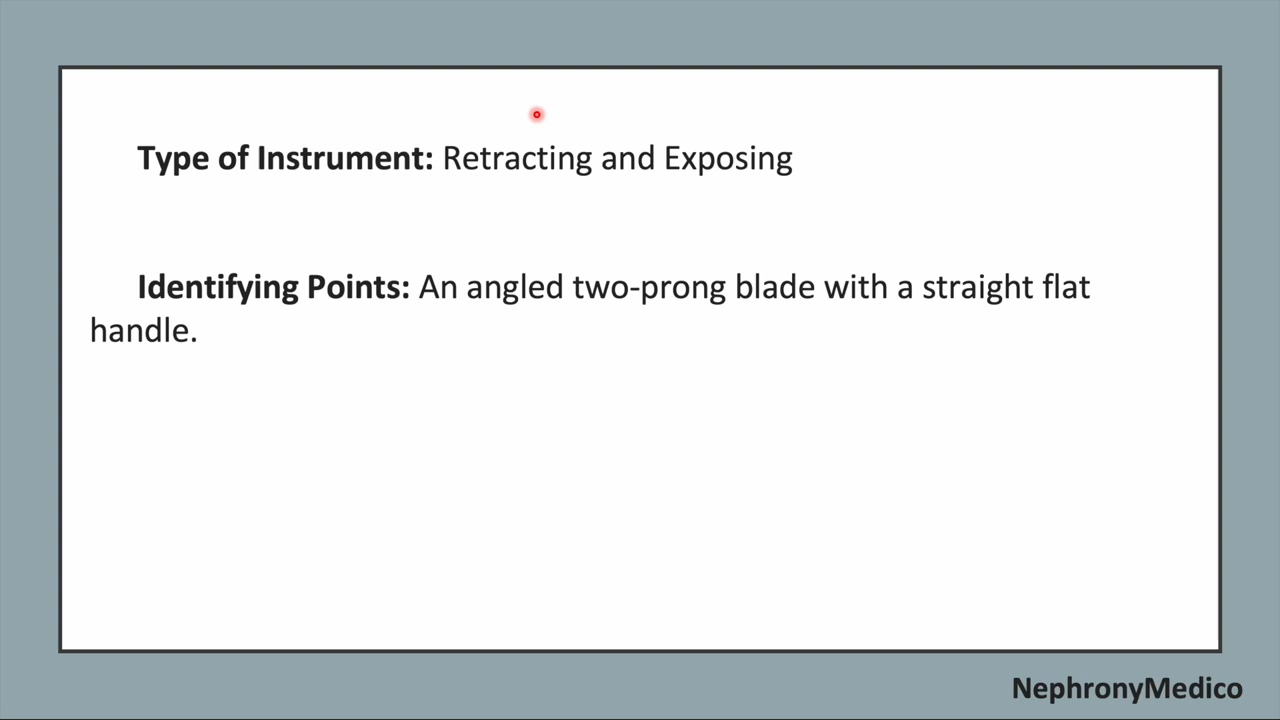 Type of Instrument: Retracting and Exposing
Identifying Points: An angled two-prong blade with a straight flat
handle.
NephronyMedico